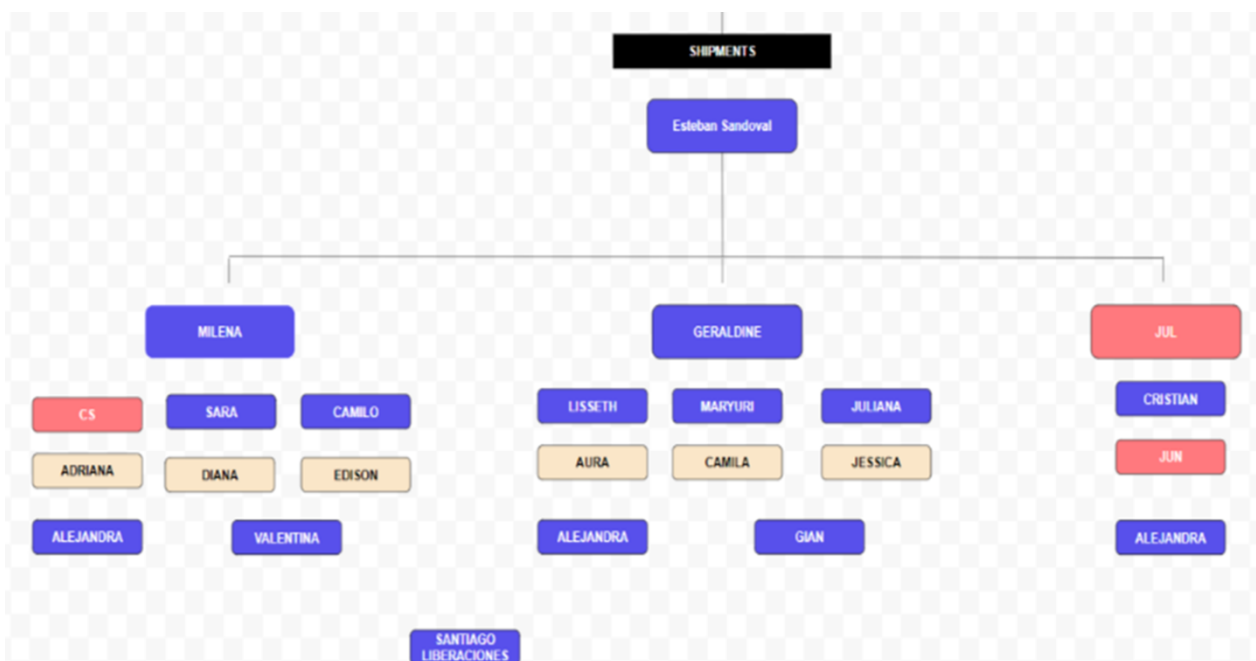 SHIPMENTS
Esteban Sandoval
MILENA
GERALDINE
JUL
CS
SARA
CAMILO
LISSETH
MARYURI
JULIANA
CRISTIAN
ADRIANA
DIANA
EDISON
AURA
CAMILA
JESSICA
JUN
ALEJANDRA
VALENTINA
ALEJANDRA
GIAN
ALEJANDRA
SANTIAGO
LIBERACIONES